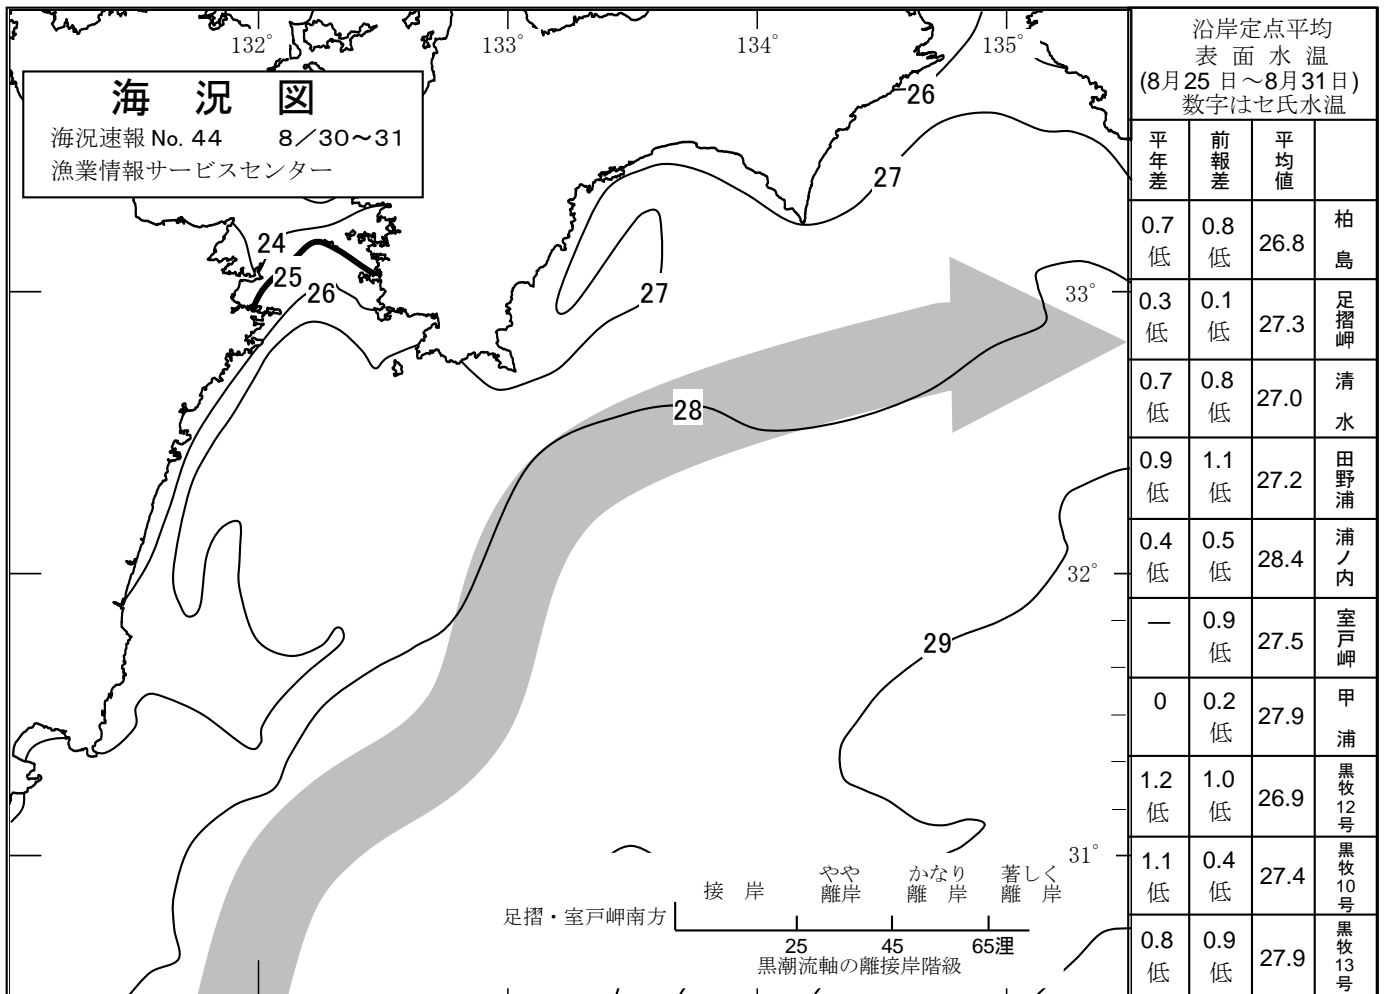 海況図
海況速報 No. 44 8/30~31
漁業情報サービスセンター
132°
133°
134°
135°
33°
32°
31°
26
27
24
25
26
27
28
29
足摺・室戸岬南方
接岸
やや離岸
かなり離岸
著しく離岸
25 45 65浬
黒潮流軸の離接岸階級
沿岸定点平均
表面水温
(8月25日～8月31日)
数字はセ氏水温
平年差 前報差 平均値
0.7低 0.8低 26.8 柏島
0.3低 0.1低 27.3 足摺岬
0.7低 0.8低 27.0 清水
0.9低 1.1低 27.2 田野浦
0.4低 0.5低 28.4 浦ノ内
― 0.9低 27.5 室戸岬
0 0.2低 27.9 甲浦
1.2低 1.0低 26.9 黒牧12号
1.1低 0.4低 27.4 黒牧10号
0.8低 0.9低 27.9 黒牧13号